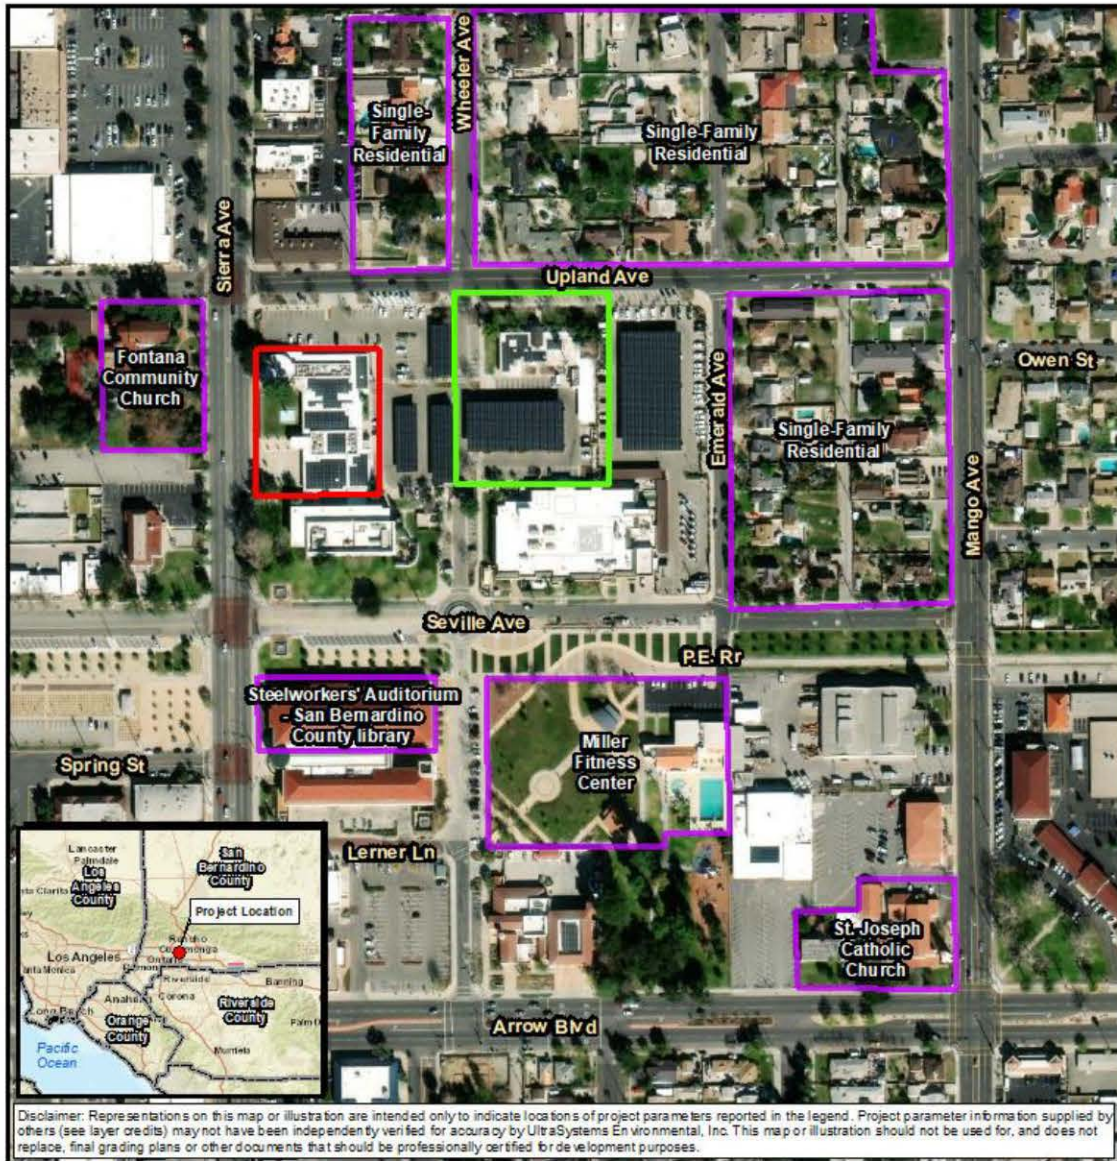 Wheeler Ave
Single-
Family
Residential
Single-Family
Residential
Sierra Ave
Upland Ave
Fontana
Community
Church
Emerald Ave
Owen St
Single-Family
Residential
Mango Ave
Seville Ave
P.E. Rr
Steelworkers' Auditorium
- San Bernardino
County library
Miller
Fitness
Center
Spring St
Lerner Ln
St. Joseph
Catholic
Church
Arrow Blvd
Lancaster
Palmdale
Los
Angeles
County
San
Bernardino
County
Project Location
Rancho
Ontario
Los Angeles
Riverside
Banning
Anaheim
Corona
Long Beach
Orange
County
Riverside
County
Murrieta
Pacific
Ocean
Disclaimer: Representations on this map or illustration are intended only to indicate locations of project parameters reported in the legend. Project parameter information supplied by
others (see layer credits) may not have been independently verified for accuracy by UltraSystems Environmental, Inc. This map or illustration should not be used for, and does not
replace, final grading plans or other documents that should be professionally certified for development purposes.